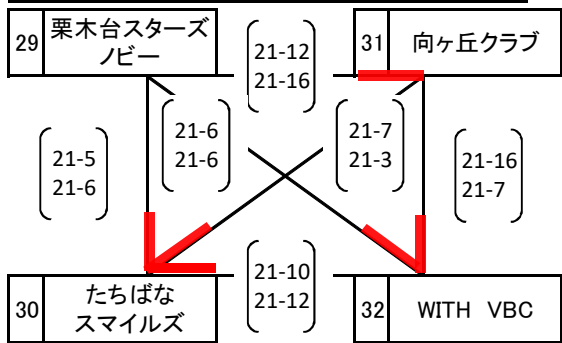 29 栗木台スターズ
ノビー
31 向ヶ丘クラブ
21-12
21-16
21-6
21-6
21-7
21-3
21-5
21-6
21-16
21-7
21-10
21-12
30 たちばな
スマイルズ
32 WITH VBC